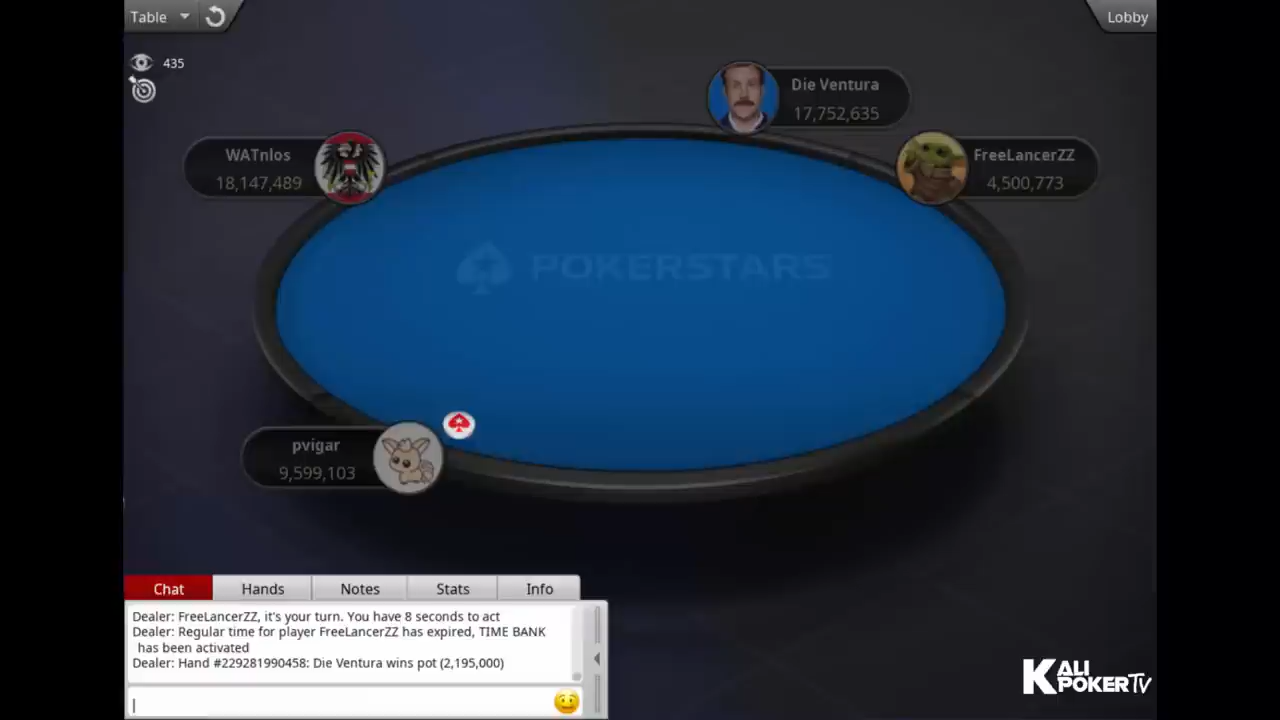 Table
Lobby
435
Die Ventura
17,752,635
WATnlos
18,147,489
FreeLancerZZ
4,500,773
POKERSTARS
pvigar
9,599,103
Chat
Hands
Notes
Stats
Info
Dealer: FreeLancerZZ, it's your turn. You have 8 seconds to act
Dealer: Regular time for player FreeLancerZZ has expired, TIME BANK
has been activated
Dealer: Hand #229281990458: Die Ventura wins pot (2,195,000)
KALI
POKERTV